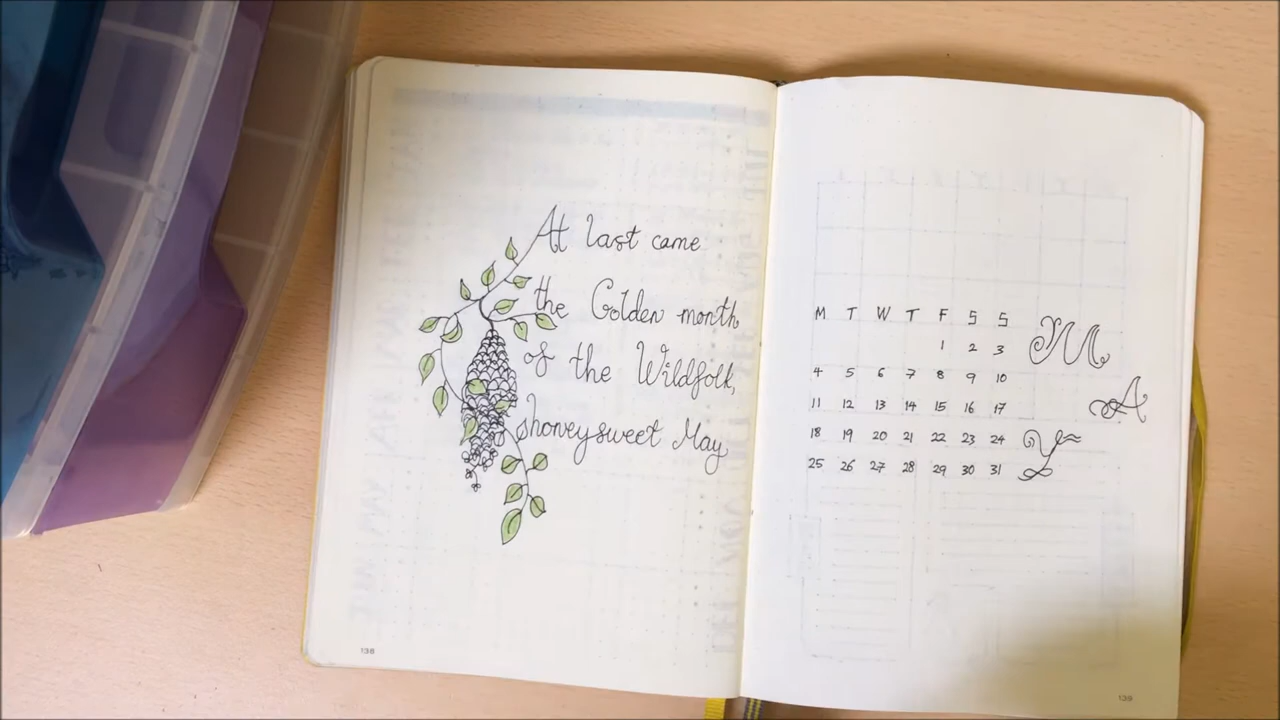 At last came
the Golden month
of the Wildfolk,
honeysweet May
138
M T W T F S S
1 2 3
4 5 6 7 8 9 10
11 12 13 14 15 16 17
18 19 20 21 22 23 24
25 26 27 28 29 30 31
M
A
Y
139